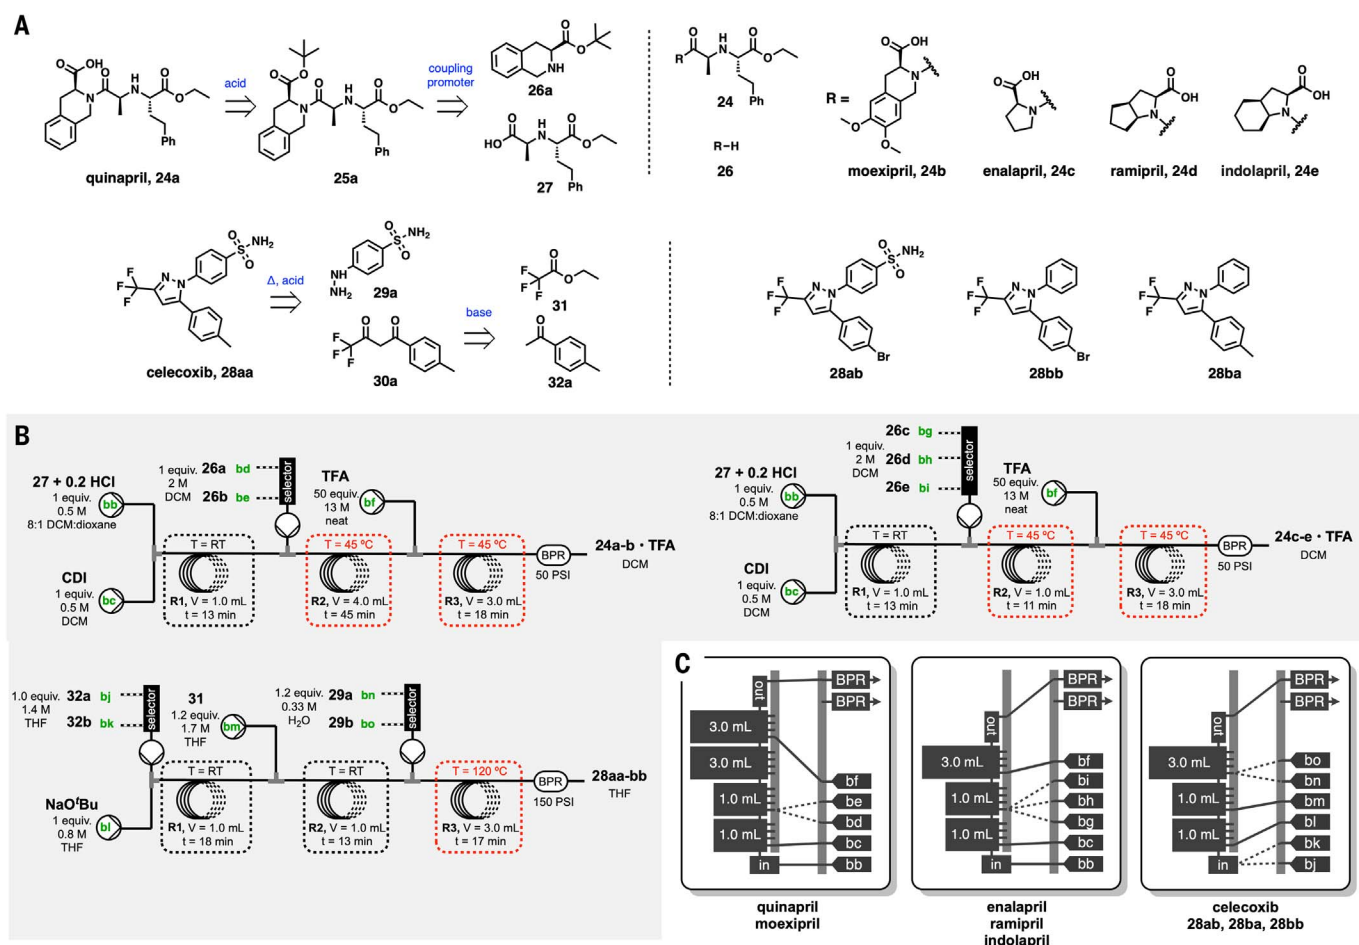 A
quinapril, 24a
acid
25a
coupling
promoter
26a
27
24
R-H
26
R =
moexipril, 24b
enalapril, 24c
ramipril, 24d
indolapril, 24e
celecoxib, 28aa
Δ, acid
29a
30a
base
31
32a
28ab
28bb
28ba
B
27 + 0.2 HCl
1 equiv.
0.5 M
8:1 DCM:dioxane
bb
CDI
1 equiv.
0.5 M
DCM
bc
1 equiv.
2 M
DCM
26a bd
26b be
selector
TFA
50 equiv.
13 M
neat
bf
T = RT
R1, V = 1.0 mL
t = 13 min
T = 45 ºC
R2, V = 4.0 mL
t = 45 min
T = 45 ºC
R3, V = 3.0 mL
t = 18 min
BPR
50 PSI
24a-b • TFA
DCM
27 + 0.2 HCl
1 equiv.
0.5 M
8:1 DCM:dioxane
bb
CDI
1 equiv.
0.5 M
DCM
bc
26c bg
1 equiv.
2 M
DCM
26d bh
26e bi
selector
TFA
50 equiv.
13 M
neat
bf
T = RT
R1, V = 1.0 mL
t = 13 min
T = 45 ºC
R2, V = 1.0 mL
t = 11 min
T = 45 ºC
R3, V = 3.0 mL
t = 18 min
BPR
50 PSI
24c-e • TFA
DCM
1.0 equiv.
1.4 M
THF
32a bj
32b bk
selector
31
1.2 equiv.
1.7 M
THF
bm
1.2 equiv.
0.33 M
H2O
29a bn
29b bo
selector
NaOtBu
1 equiv.
0.8 M
THF
bl
T = RT
R1, V = 1.0 mL
t = 18 min
T = RT
R2, V = 1.0 mL
t = 13 min
T = 120 ºC
R3, V = 3.0 mL
t = 17 min
BPR
150 PSI
28aa-bb
THF
C
out
BPR
BPR
3.0 mL
3.0 mL
1.0 mL
1.0 mL
in
bf
be
bd
bc
bb
quinapril
moexipril
out
BPR
BPR
3.0 mL
1.0 mL
1.0 mL
in
bf
bi
bh
bg
bc
bb
enalapril
ramipril
indolapril
out
BPR
BPR
3.0 mL
1.0 mL
1.0 mL
in
bo
bn
bm
bl
bk
bj
celecoxib
28ab, 28ba, 28bb